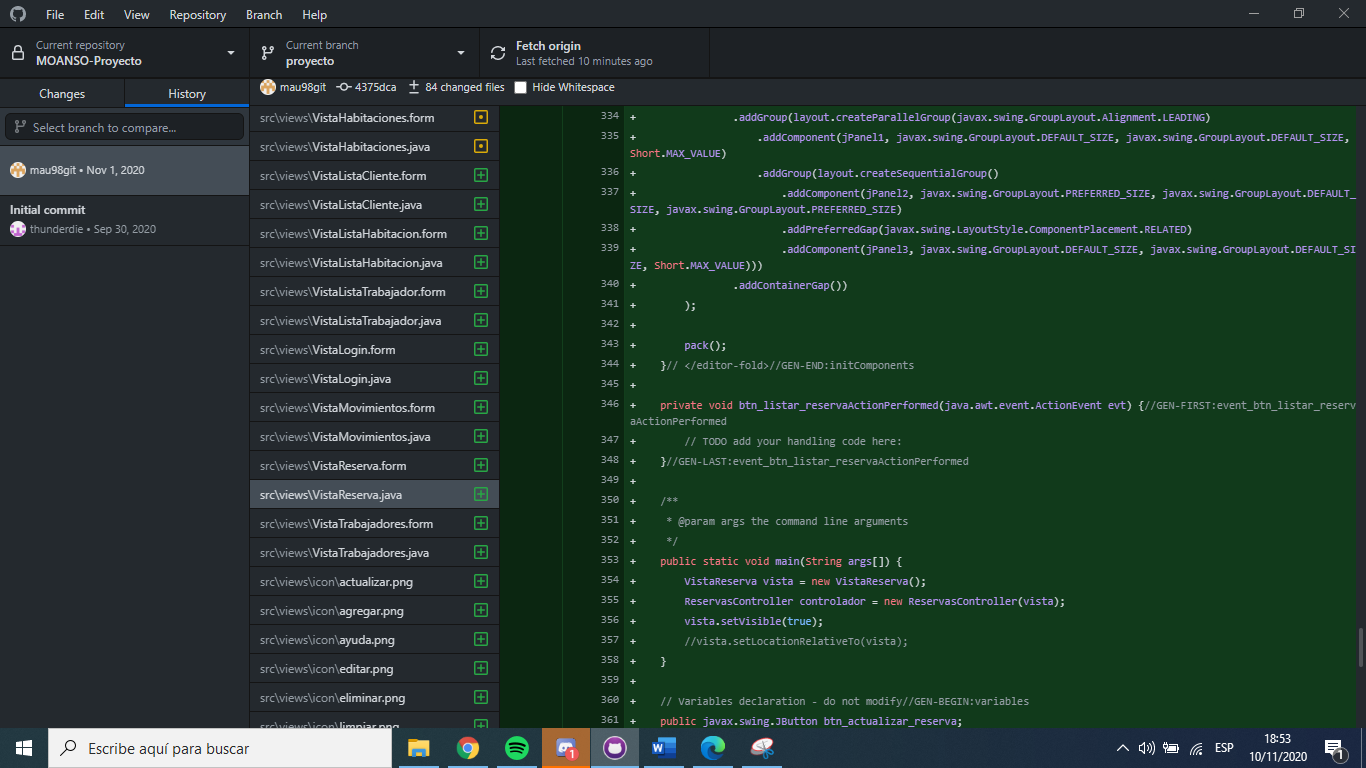 File Edit View Repository Branch Help
Current repository
MOANSO-Proyecto
Current branch
proyecto
Fetch origin
Last fetched 10 minutes ago
Changes
History
Select branch to compare...
mau98git • Nov 1, 2020
Initial commit
thunderdie • Sep 30, 2020
mau98git 4375dca 84 changed files Hide Whitespace
src\views\VistaHabitaciones.form
src\views\VistaHabitaciones.java
src\views\VistaListaCliente.form
src\views\VistaListaCliente.java
src\views\VistaListaHabitacion.form
src\views\VistaListaHabitacion.java
src\views\VistaListaTrabajador.form
src\views\VistaListaTrabajador.java
src\views\VistaLogin.form
src\views\VistaLogin.java
src\views\VistaMovimientos.form
src\views\VistaMovimientos.java
src\views\VistaReserva.form
src\views\VistaReserva.java
src\views\VistaTrabajadores.form
src\views\VistaTrabajadores.java
src\views\icon\actualizar.png
src\views\icon\agregar.png
src\views\icon\ayuda.png
src\views\icon\editar.png
src\views\icon\eliminar.png
src\views\icon\limpiar.png
334 + .addGroup(layout.createParallelGroup(javax.swing.GroupLayout.Alignment.LEADING)
335 + .addComponent(jPanel1, javax.swing.GroupLayout.DEFAULT_SIZE, javax.swing.GroupLayout.DEFAULT_SIZE,
Short.MAX_VALUE)
336 + .addGroup(layout.createSequentialGroup()
337 + .addComponent(jPanel2, javax.swing.GroupLayout.PREFERRED_SIZE, javax.swing.GroupLayout.DEFAULT_
SIZE, javax.swing.GroupLayout.PREFERRED_SIZE)
338 + .addPreferredGap(javax.swing.LayoutStyle.ComponentPlacement.RELATED)
339 + .addComponent(jPanel3, javax.swing.GroupLayout.DEFAULT_SIZE, javax.swing.GroupLayout.DEFAULT_SI
ZE, Short.MAX_VALUE)))
340 + .addContainerGap())
341 + );
342 +
343 + pack();
344 + }// </editor-fold>//GEN-END:initComponents
345 +
346 + private void btn_listar_reservaActionPerformed(java.awt.event.ActionEvent evt) {//GEN-FIRST:event_btn_listar_reserv
aActionPerformed
347 + // TODO add your handling code here:
348 + }//GEN-LAST:event_btn_listar_reservaActionPerformed
349 +
350 + /**
351 + * @param args the command line arguments
352 + */
353 + public static void main(String args[]) {
354 + VistaReserva vista = new VistaReserva();
355 + ReservasController controlador = new ReservasController(vista);
356 + vista.setVisible(true);
357 + //vista.setLocationRelativeTo(vista);
358 + }
359 +
360 + // Variables declaration - do not modify//GEN-BEGIN:variables
361 + public javax.swing.JButton btn_actualizar_reserva;
Escribe aquí para buscar
1
ESP
18:53
10/11/2020
1